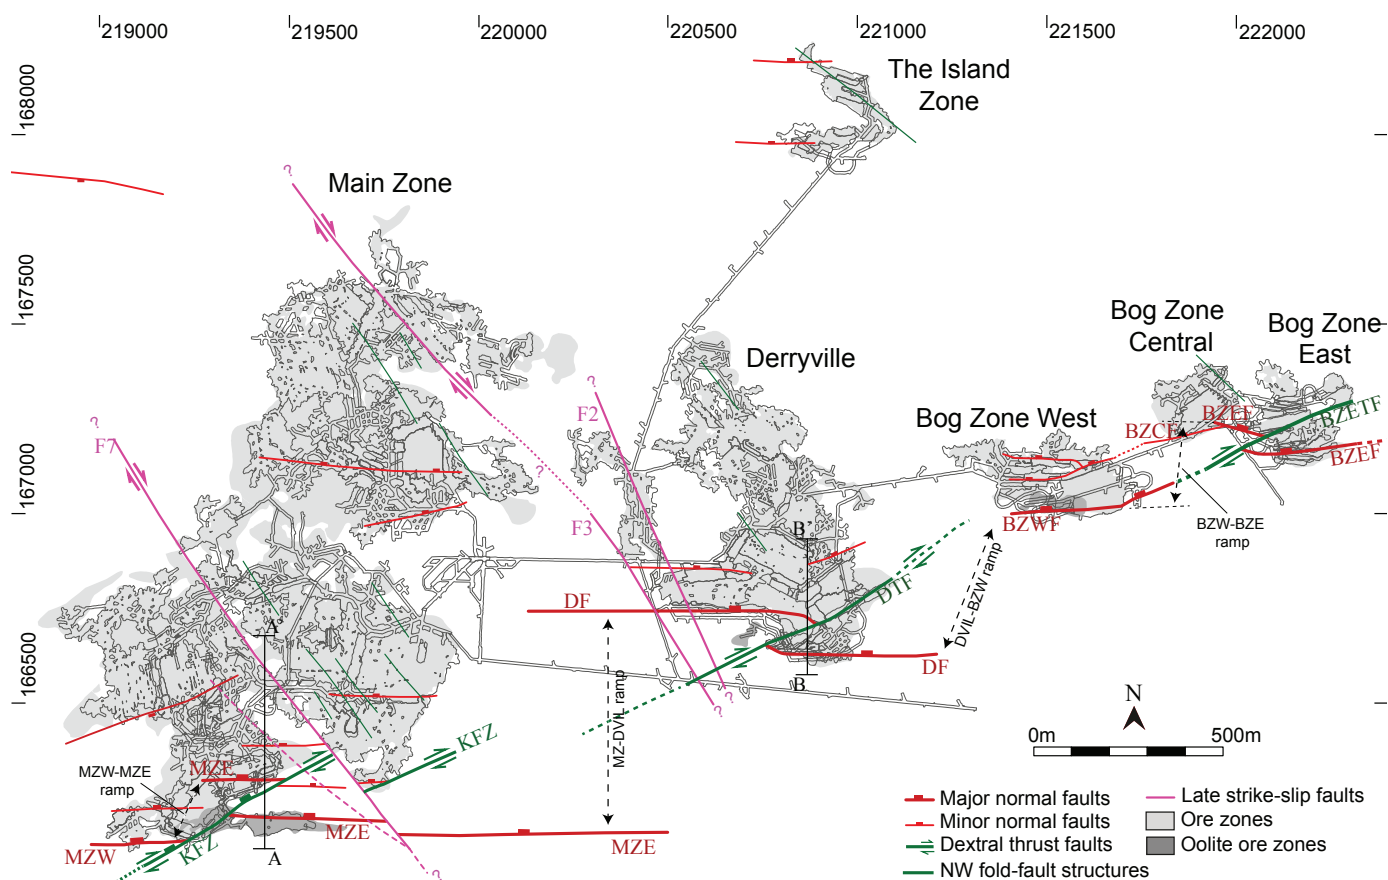 219000
219500
220000
220500
221000
221500
222000
168000
167500
167000
166500
The Island
Zone
Main Zone
Derryville
Bog Zone
Central
Bog Zone
East
Bog Zone West
?
?
?
?
?
?
?
?
F7
F2
F3
DF
DF
DTF
BZWF
BZCF
BZEF
BZEF
BZETF
BZW-BZE
ramp
DVIL-BZW ramp
MZ-DVIL ramp
MZW-MZE
ramp
MZE
MZE
MZE
MZW
KFZ
KFZ
A'
A
B'
B
N
0m
500m
Major normal faults
Minor normal faults
Dextral thrust faults
NW fold-fault structures
Late strike-slip faults
Ore zones
Oolite ore zones